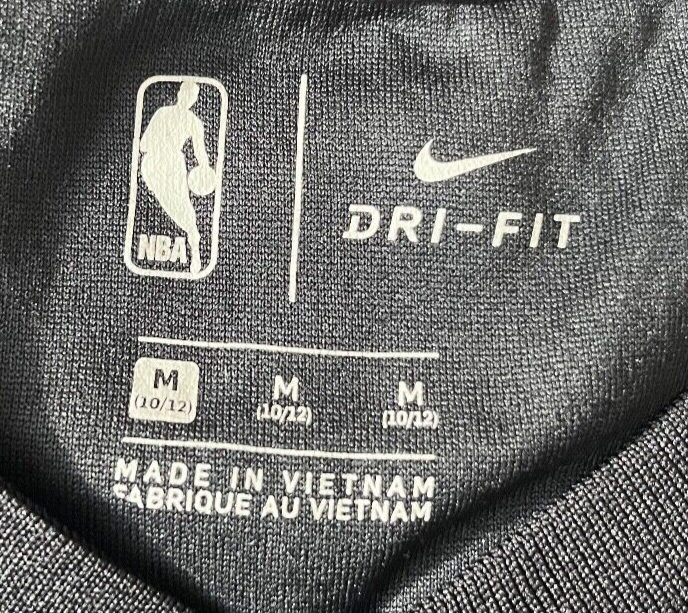 NBA
DRI-FIT
M M M
(10/12) (10/12) (10/12)
MADE IN VIETNAM
FABRIQUE AU VIETNAM